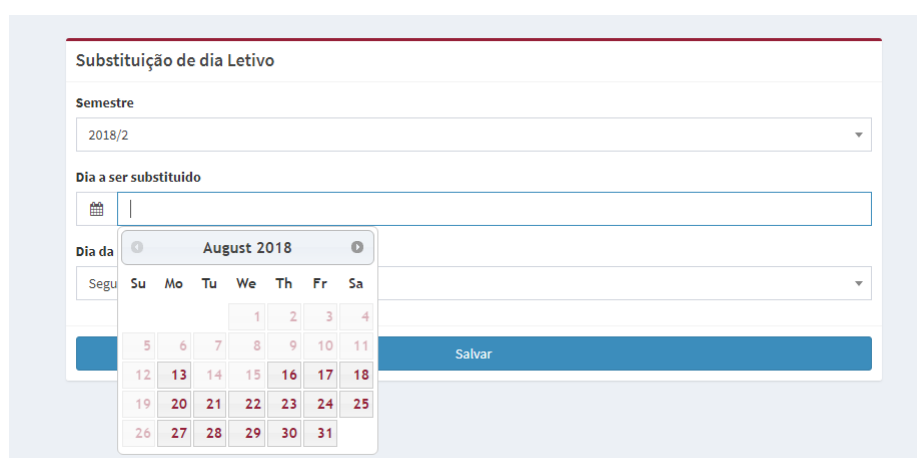 Substituição de dia Letivo
Semestre
2018/2
Dia a ser substituido
Dia da
Segu
August 2018
Su Mo Tu We Th Fr Sa
1 2 3 4
5 6 7 8 9 10 11
12 13 14 15 16 17 18
19 20 21 22 23 24 25
26 27 28 29 30 31
Salvar